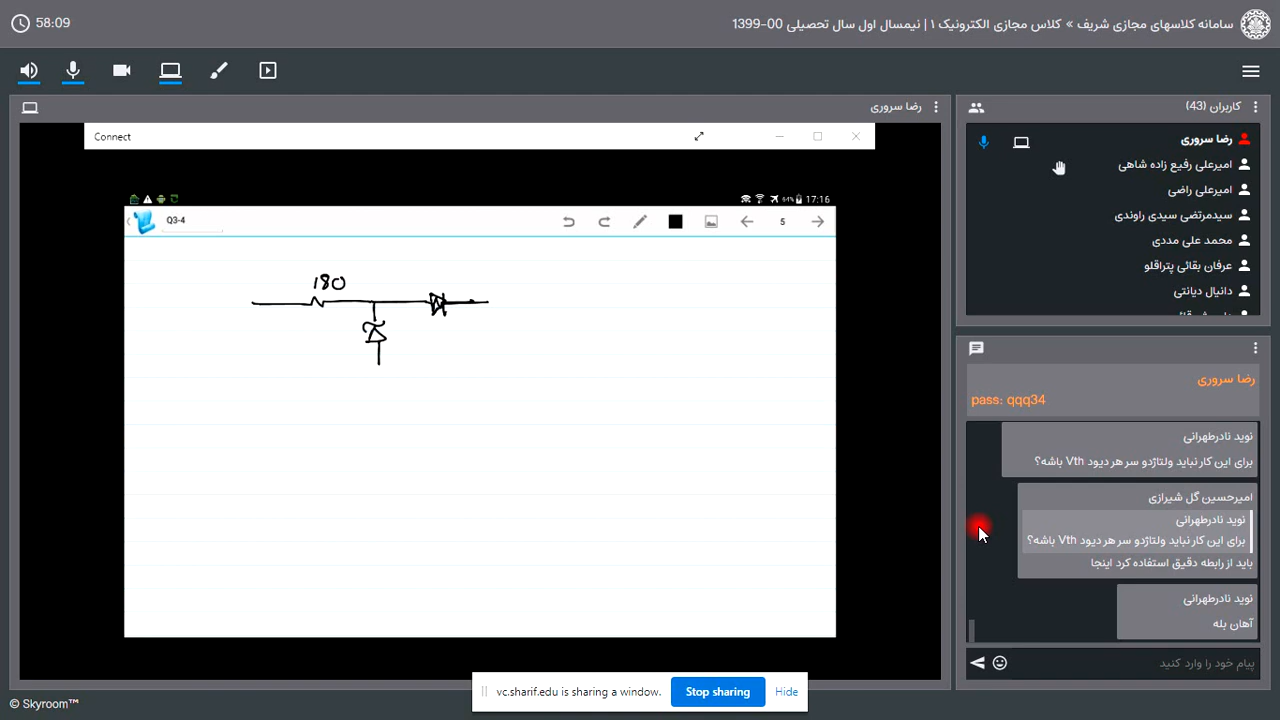 58:09
سامانه کلاسهای مجازی شریف » کلاس مجازی الکترونیک ۱ | نیمسال اول سال تحصیلی 00-1399
رضا سروری
Connect
17:16
64%
Q3-4
5
180
کاربران (43)
رضا سروری
امیرعلی رفیع زاده شاهی
امیرعلی راضی
سیدمرتضی سیدی راوندی
محمد علی مددی
عرفان بقائی پتراقلو
دانیال دیانتی
رضا سروری
pass: qqq34
نوید نادرطهرانی
برای این کار نباید ولتاژدو سر هر دیود Vth باشه؟
امیرحسین گل شیرازی
نوید نادرطهرانی
برای این کار نباید ولتاژدو سر هر دیود Vth باشه؟
باید از رابطه دقیق استفاده کرد اینجا
نوید نادرطهرانی
آهان بله
پیام خود را وارد کنید
vc.sharif.edu is sharing a window.
Stop sharing
Hide
© Skyroom™